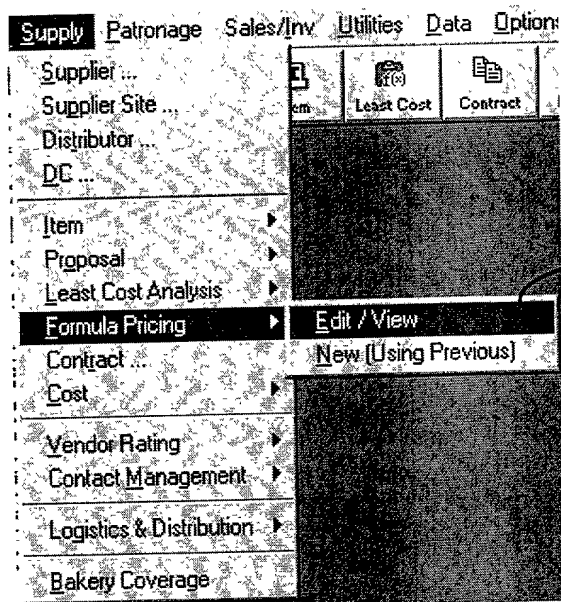 Supply Patronage Sales/Inv Utilities Data Option
Supplier ...
Supplier Site ...
Distributor ...
DC ...
Least Cost Contract
Item
Proposal
Least Cost Analysis
Formula Pricing Edit / View
Contract ... New (Using Previous)
Cost
Vendor Rating
Contact Management
Logistics & Distribution
Bakery Coverage